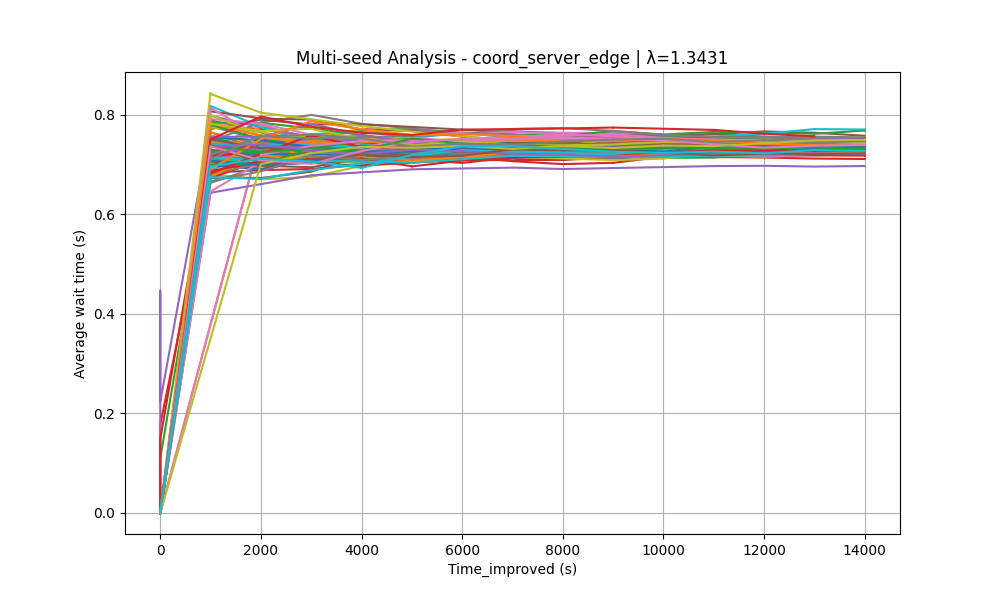 Multi-seed Analysis - coord_server_edge | λ=1.3431
Average wait time (s)
0.8
0.6
0.4
0.2
0.0
0 2000 4000 6000 8000 10000 12000 14000
Time_improved (s)